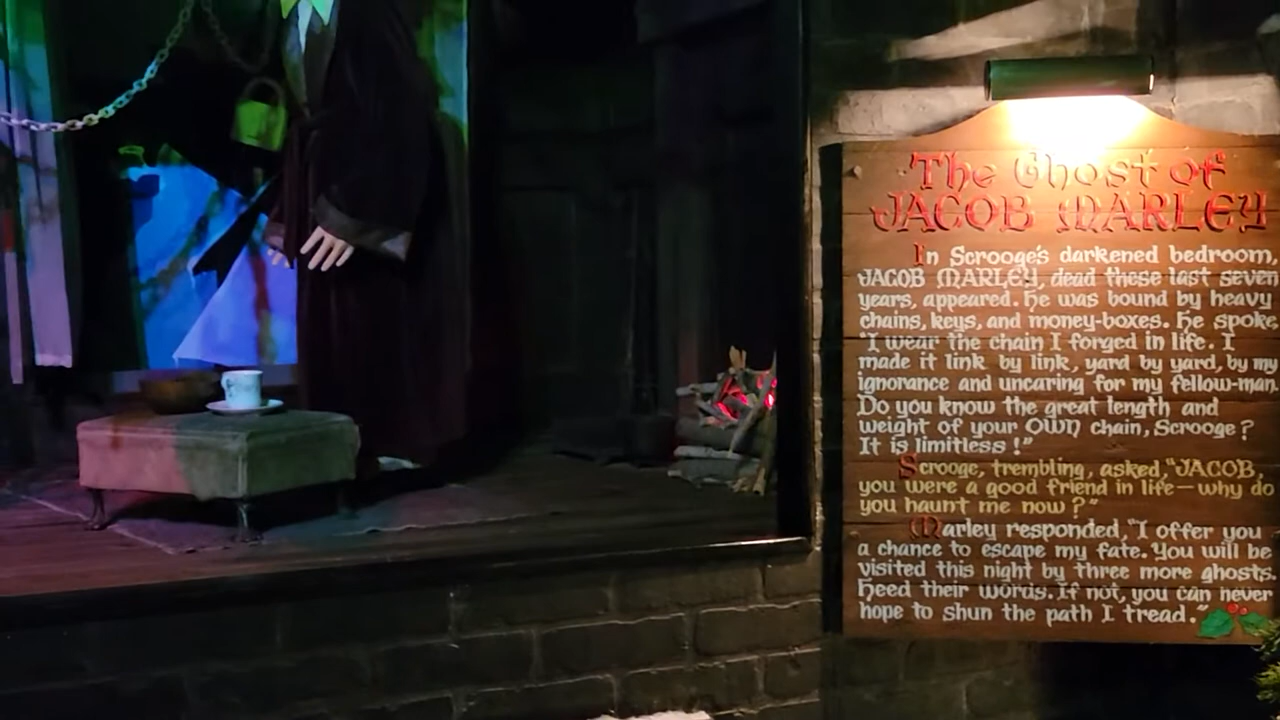 The Ghost of
JACOB MARLEY
In Scrooge's darkened bedroom,
JACOB MARLEY, dead these last seven
years, appeared. He was bound by heavy
chains, keys, and money-boxes. He spoke,
"I wear the chain I forged in life. I
made it link by link, yard by yard, by my
ignorance and uncaring for my fellow-man.
Do you know the great length and
weight of your OWN chain, Scrooge?
It is limitless!"
Scrooge, trembling, asked, "JACOB,
you were a good friend in life—why do
you haunt me now?"
Marley responded, "I offer you
a chance to escape my fate. You will be
visited this night by three more ghosts.
Heed their words. If not, you can never
hope to shun the path I tread."